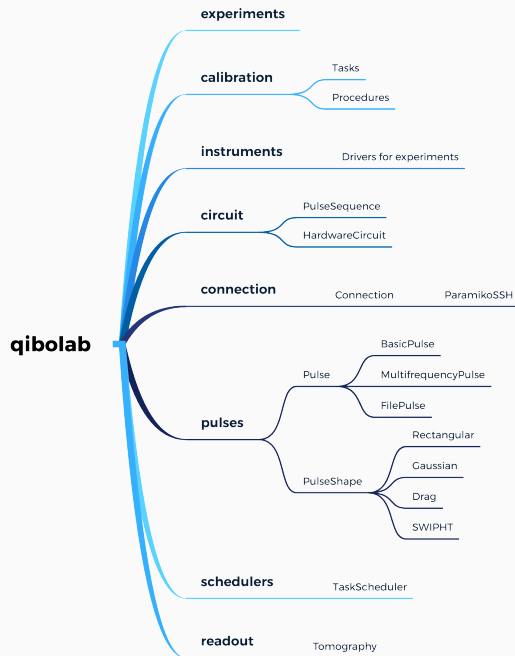 experiments
calibration
Tasks
Procedures
instruments
Drivers for experiments
circuit
PulseSequence
HardwareCircuit
connection
Connection
ParamikoSSH
qibolab
pulses
Pulse
BasicPulse
MultifrequencyPulse
FilePulse
PulseShape
Rectangular
Gaussian
Drag
SWIPHT
schedulers
TaskScheduler
readout
Tomography